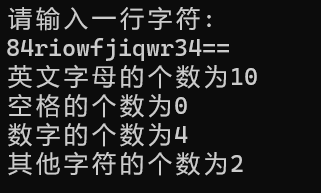 请输入一行字符:
84riowfjiqwr34==
英文字母的个数为10
空格的个数为0
数字的个数为4
其他字符的个数为2